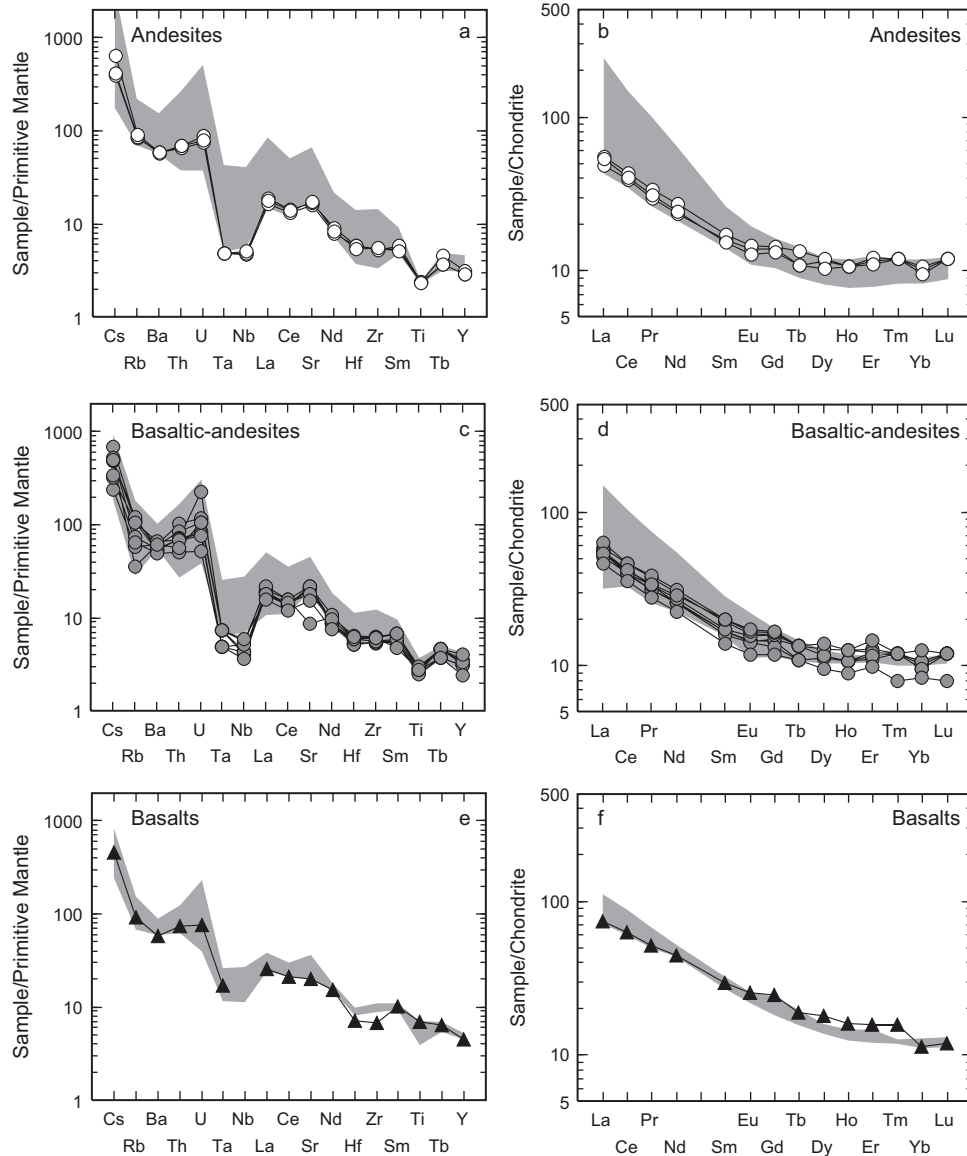 Andesites a
1000
100
10
1
Sample/Primitive Mantle
Cs Ba U Nb Ce Nd Zr Ti Y
Rb Th Ta La Sr Hf Sm Tb
b Andesites
500
100
10
5
Sample/Chondrite
La Pr Eu Tb Ho Tm Lu
Ce Nd Sm Gd Dy Er Yb
Basaltic-andesites c
1000
100
10
1
Sample/Primitive Mantle
Cs Ba U Nb Ce Nd Zr Ti Y
Rb Th Ta La Sr Hf Sm Tb
d Basaltic-andesites
500
100
10
5
Sample/Chondrite
La Pr Eu Tb Ho Tm Lu
Ce Nd Sm Gd Dy Er Yb
Basalts e
1000
100
10
1
Sample/Primitive Mantle
Cs Ba U Nb Ce Nd Zr Ti Y
Rb Th Ta La Sr Hf Sm Tb
f Basalts
500
100
10
5
Sample/Chondrite
La Pr Eu Tb Ho Tm Lu
Ce Nd Sm Gd Dy Er Yb